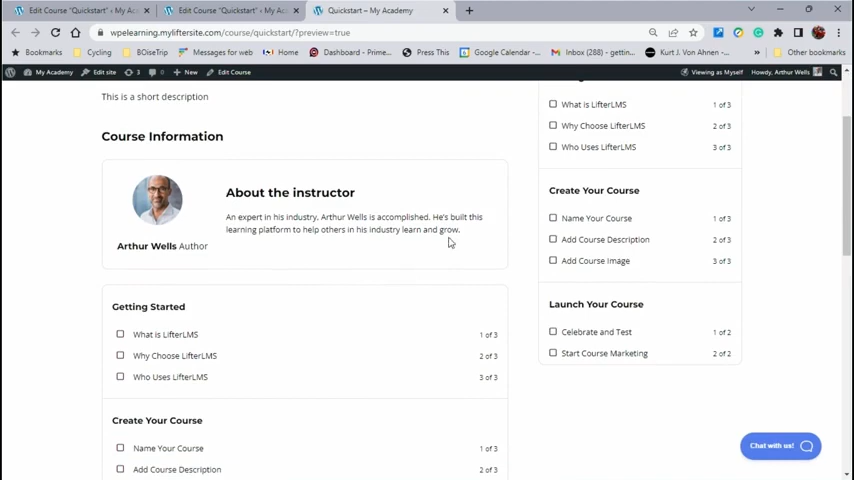 Edit Course "Quickstart" ‹ My Ac
Edit Course "Quickstart" ‹ My Ac
Quickstart – My Academy
wpelearning.myliftersite.com/course/quickstart/?preview=true
Bookmarks
Cycling
BOiseTrip
Messages for web
Home
Dashboard - Prime...
Press This
Google Calendar -...
Inbox (288) - gettin...
Kurt J. Von Ahnen -...
»
Other bookmarks
My Academy
Edit site
3
0
New
Edit Course
Viewing as Myself
Howdy, Arthur Wells
This is a short description
Course Information
About the instructor
An expert in his industry, Arthur Wells is accomplished. He's built this
learning platform to help others in his industry learn and grow.
Arthur Wells Author
Getting Started
What is LifterLMS 1 of 3
Why Choose LifterLMS 2 of 3
Who Uses LifterLMS 3 of 3
Create Your Course
Name Your Course 1 of 3
Add Course Description 2 of 3
What is LifterLMS 1 of 3
Why Choose LifterLMS 2 of 3
Who Uses LifterLMS 3 of 3
Create Your Course
Name Your Course 1 of 3
Add Course Description 2 of 3
Add Course Image 3 of 3
Launch Your Course
Celebrate and Test 1 of 2
Start Course Marketing 2 of 2
Chat with us!